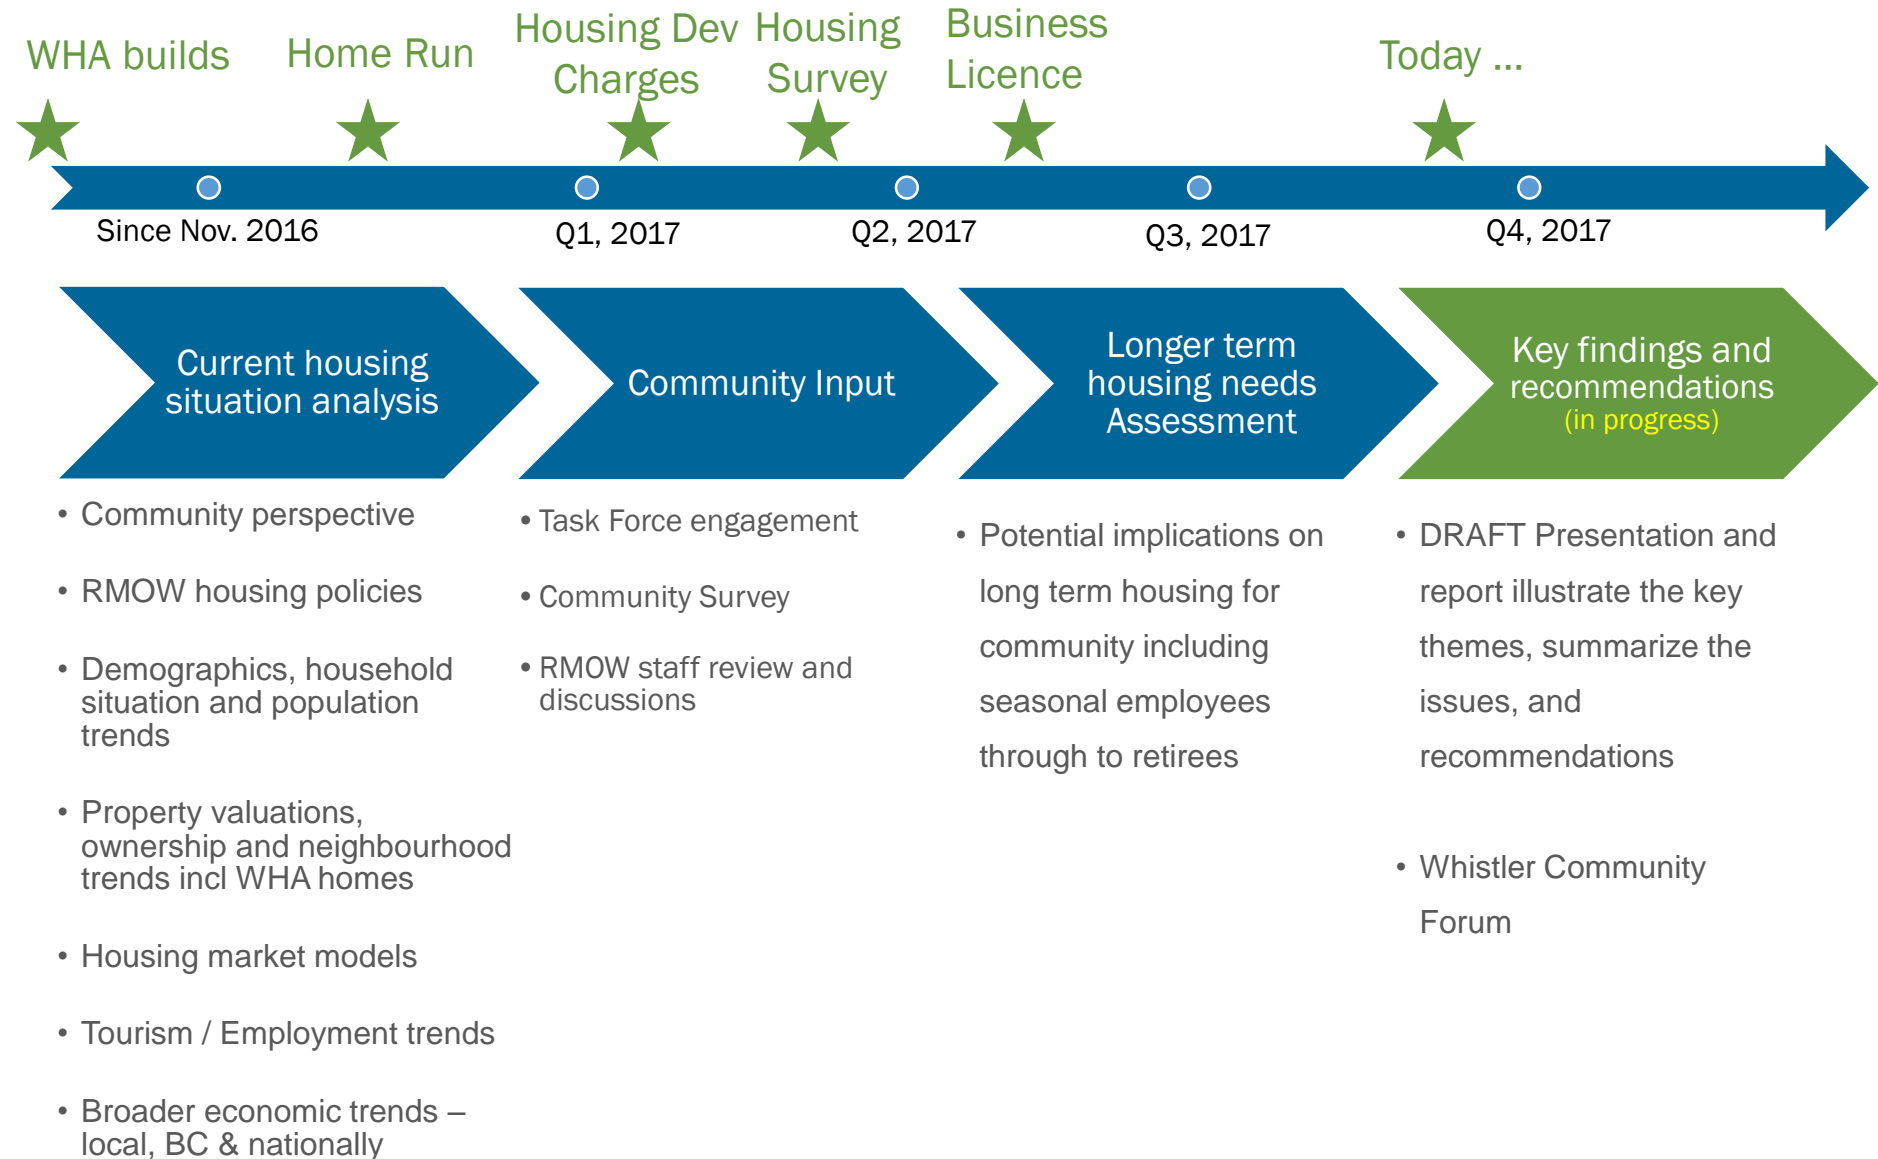 WHA builds
Home Run
Housing Dev
Charges
Housing
Survey
Business
Licence
Today ...
Since Nov. 2016
Q1, 2017
Q2, 2017
Q3, 2017
Q4, 2017
Current housing
situation analysis
Community Input
Longer term
housing needs
Assessment
Key findings and
recommendations
(in progress)
• Community perspective
• RMOW housing policies
• Demographics, household
situation and population
trends
• Property valuations,
ownership and neighbourhood
trends incl WHA homes
• Housing market models
• Tourism / Employment trends
• Broader economic trends –
local, BC & nationally
• Task Force engagement
• Community Survey
• RMOW staff review and
discussions
• Potential implications on
long term housing for
community including
seasonal employees
through to retirees
• DRAFT Presentation and
report illustrate the key
themes, summarize the
issues, and
recommendations
• Whistler Community
Forum